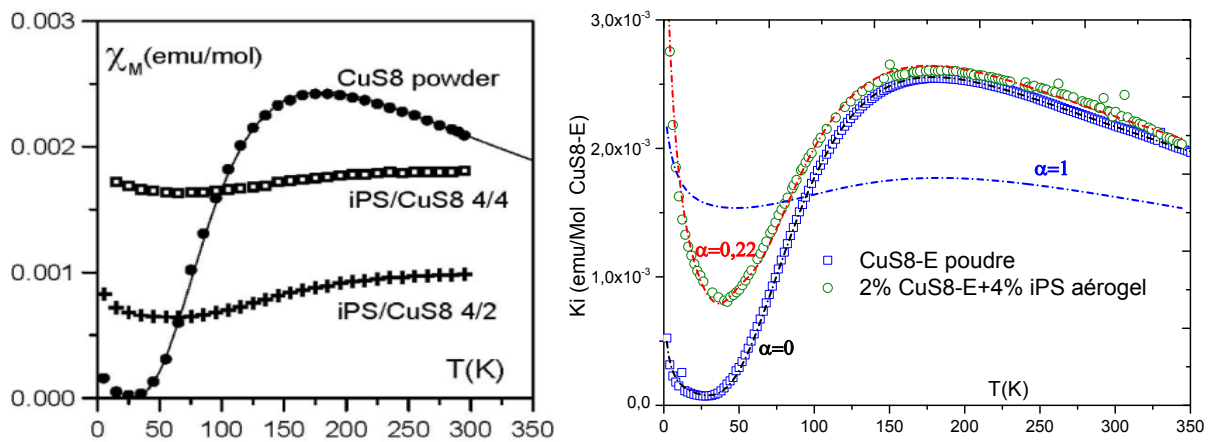 0.003
0.002
0.001
0.000
χM(emu/mol)
CuS8 powder
iPS/CuS8 4/4
iPS/CuS8 4/2
T(K)
0 50 100 150 200 250 300 350
3,0x10⁻³
2,0x10⁻³
1,0x10⁻³
0,0
Ki (emu/Mol CuS8-E)
α=1
α=0,22
α=0
CuS8-E poudre
2% CuS8-E+4% iPS aérogel
T(K)
0 50 100 150 200 250 300 350